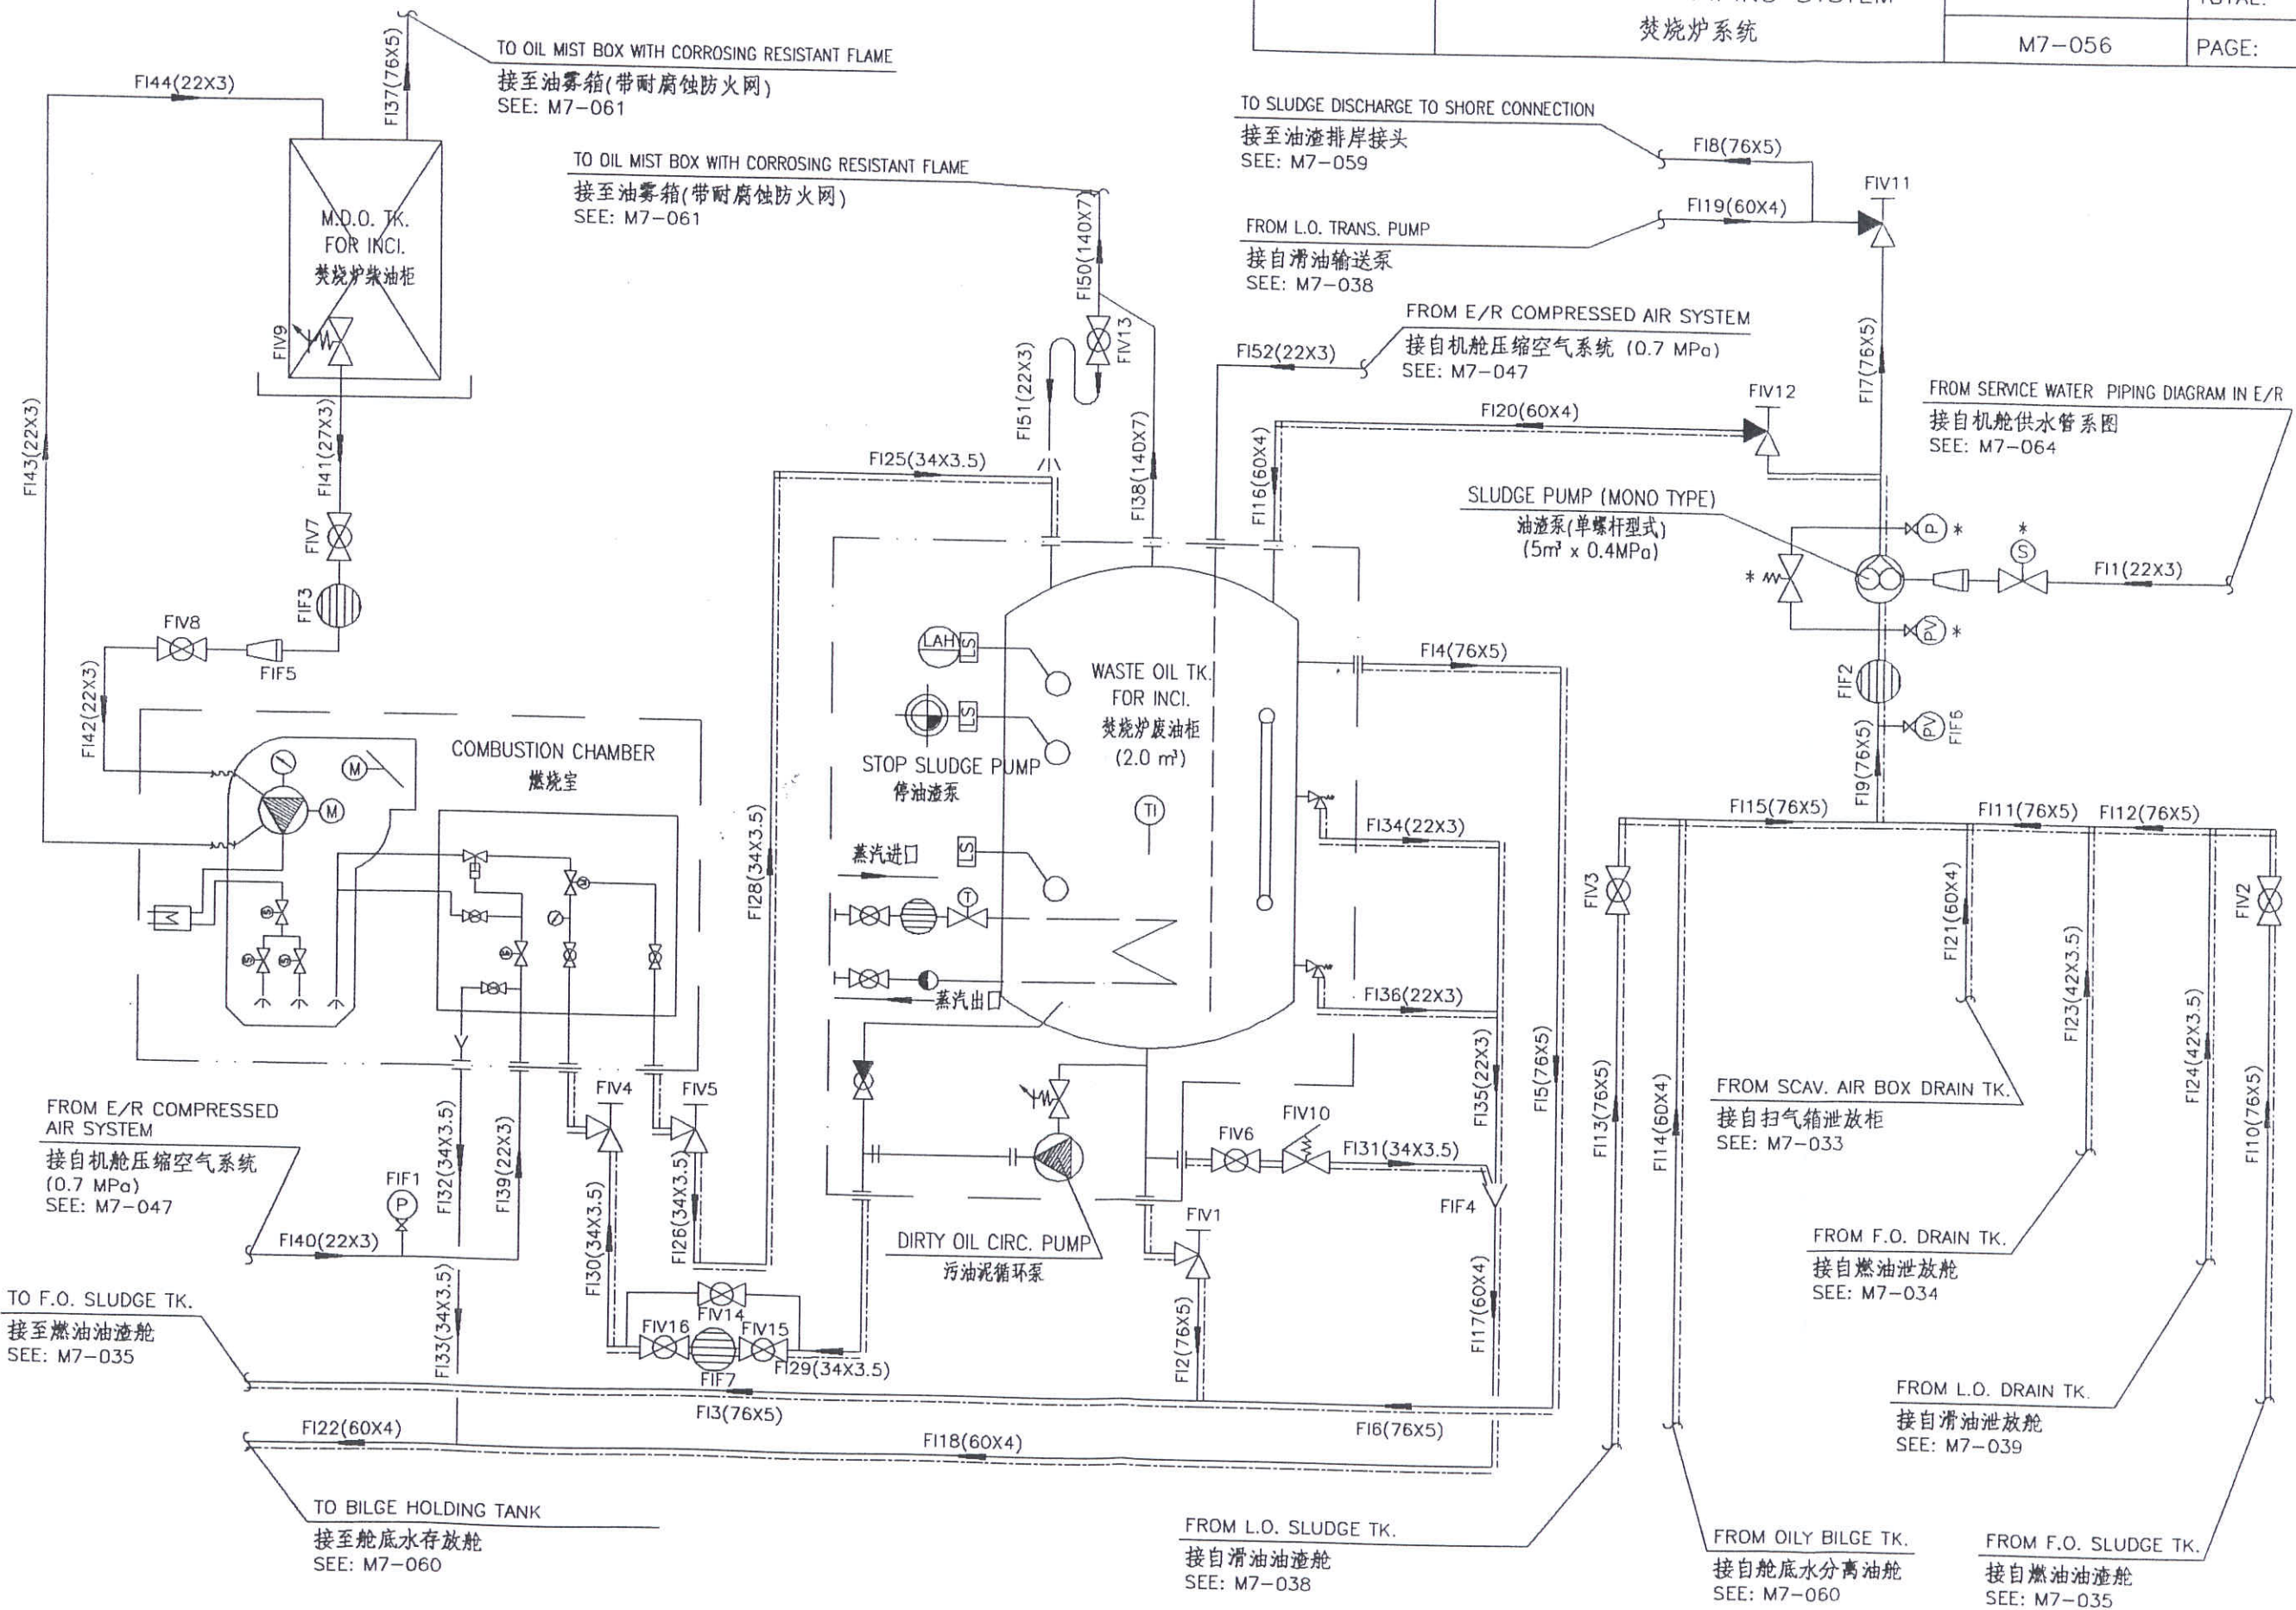 TOTAL:
焚烧炉系统
M7-056
PAGE:
TO OIL MIST BOX WITH CORROSING RESISTANT FLAME
接至油雾箱(带耐腐蚀防火网)
SEE: M7-061
FI44(22X3)
FI37(76X5)
TO OIL MIST BOX WITH CORROSING RESISTANT FLAME
接至油雾箱(带耐腐蚀防火网)
SEE: M7-061
M.D.O. TK.
FOR INCI.
焚烧炉柴油柜
FIV9
FI43(22X3)
FI41(27X3)
FIV7
FIF3
FIV8
FIF5
FI42(22X3)
FI50(140X7)
FIV13
FI51(22X3)
FI38(140X7)
TO SLUDGE DISCHARGE TO SHORE CONNECTION
接至油渣排岸接头
SEE: M7-059
FI8(76X5)
FIV11
FI19(60X4)
FROM L.O. TRANS. PUMP
接自滑油输送泵
SEE: M7-038
FROM E/R COMPRESSED AIR SYSTEM
接自机舱压缩空气系统 (0.7 MPa)
SEE: M7-047
FI52(22X3)
FI7(76X5)
FIV12
FI20(60X4)
FI16(60X4)
FROM SERVICE WATER PIPING DIAGRAM IN E/R
接自机舱供水管系图
SEE: M7-064
FI25(34X3.5)
SLUDGE PUMP (MONO TYPE)
油渣泵(单螺杆型式)
(5m³ x 0.4MPa)
P *
*
S
*
FI1(22X3)
PV *
FIF2
PV
FIF6
FI9(76X5)
LAH
LS
LS
STOP SLUDGE PUMP
停油渣泵
LS
WASTE OIL TK.
FOR INCI.
焚烧炉废油柜
(2.0 m³)
TI
FI4(76X5)
COMBUSTION CHAMBER
燃烧室
M
M
M
S
S
S
FI28(34X3.5)
蒸汽进口
T
蒸汽出口
FI34(22X3)
FI36(22X3)
FI35(22X3)
FI5(76X5)
FI15(76X5)
FI11(76X5)
FI12(76X5)
FIV3
FIV2
FI21(60X4)
FI23(42X3.5)
FI24(42X3.5)
FI13(76X5)
FI14(60X4)
FI10(76X5)
FROM SCAV. AIR BOX DRAIN TK.
接自扫气箱泄放柜
SEE: M7-033
FROM F.O. DRAIN TK.
接自燃油泄放舱
SEE: M7-034
FROM L.O. DRAIN TK.
接自滑油泄放舱
SEE: M7-039
FROM E/R COMPRESSED
AIR SYSTEM
接自机舱压缩空气系统
(0.7 MPa)
SEE: M7-047
FIF1
P
FI40(22X3)
FI32(34X3.5)
FI39(22X3)
FIV4
FIV5
FI30(34X3.5)
FI26(34X3.5)
FIV6
FIV10
FI31(34X3.5)
FIF4
FIV1
DIRTY OIL CIRC. PUMP
污油泥循环泵
FI2(76X5)
FI17(60X4)
FIV14
FIV16
FIV15
FIF7
FI29(34X3.5)
FI33(34X3.5)
TO F.O. SLUDGE TK.
接至燃油油渣舱
SEE: M7-035
FI3(76X5)
FI6(76X5)
FI22(60X4)
FI18(60X4)
TO BILGE HOLDING TANK
接至舱底水存放舱
SEE: M7-060
FROM L.O. SLUDGE TK.
接自滑油油渣舱
SEE: M7-038
FROM OILY BILGE TK.
接自舱底水分离油舱
SEE: M7-060
FROM F.O. SLUDGE TK.
接自燃油油渣舱
SEE: M7-035